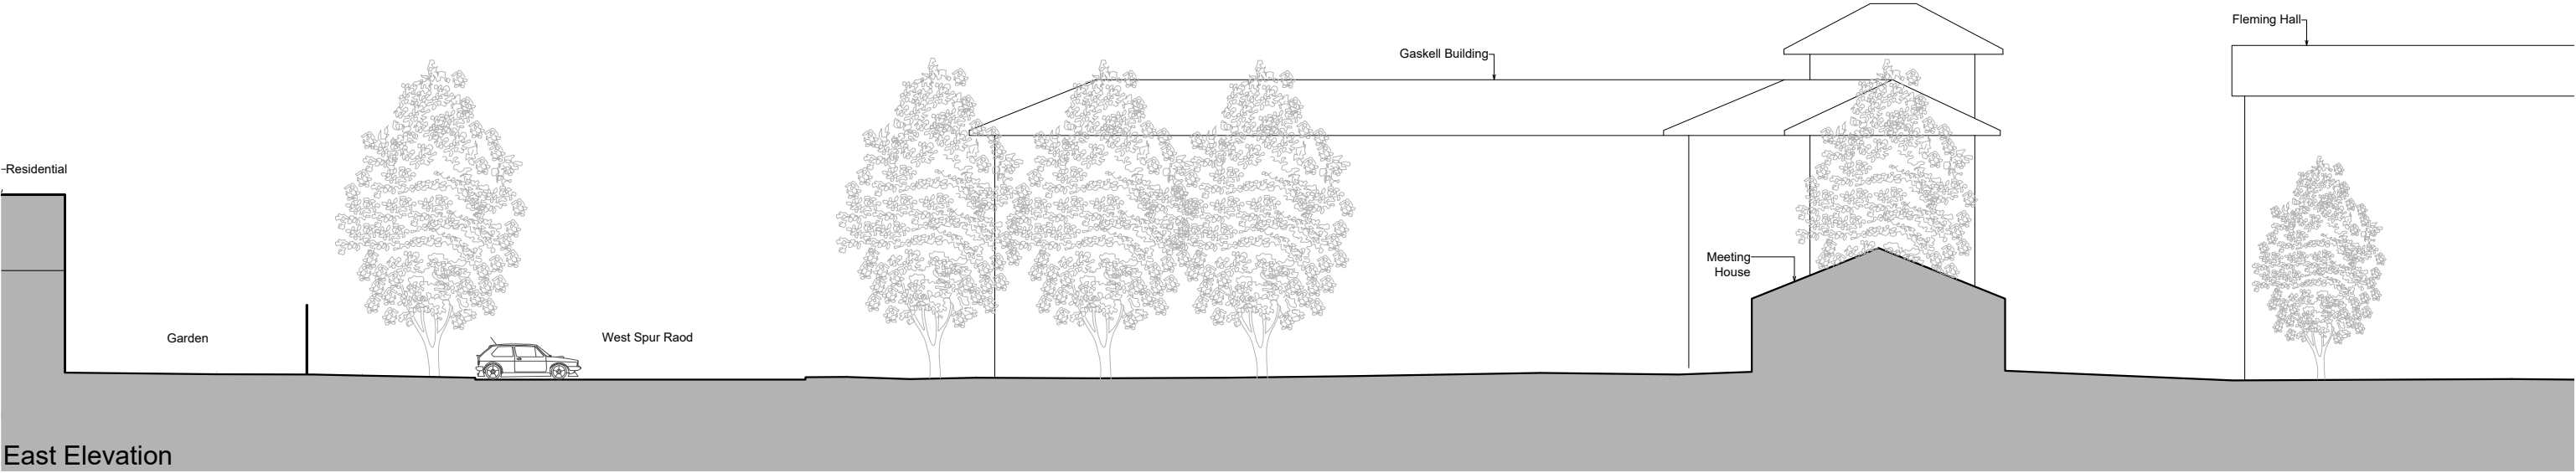 Fleming Hall
Gaskell Building
Residential
Meeting
House
Garden
West Spur Raod
East Elevation